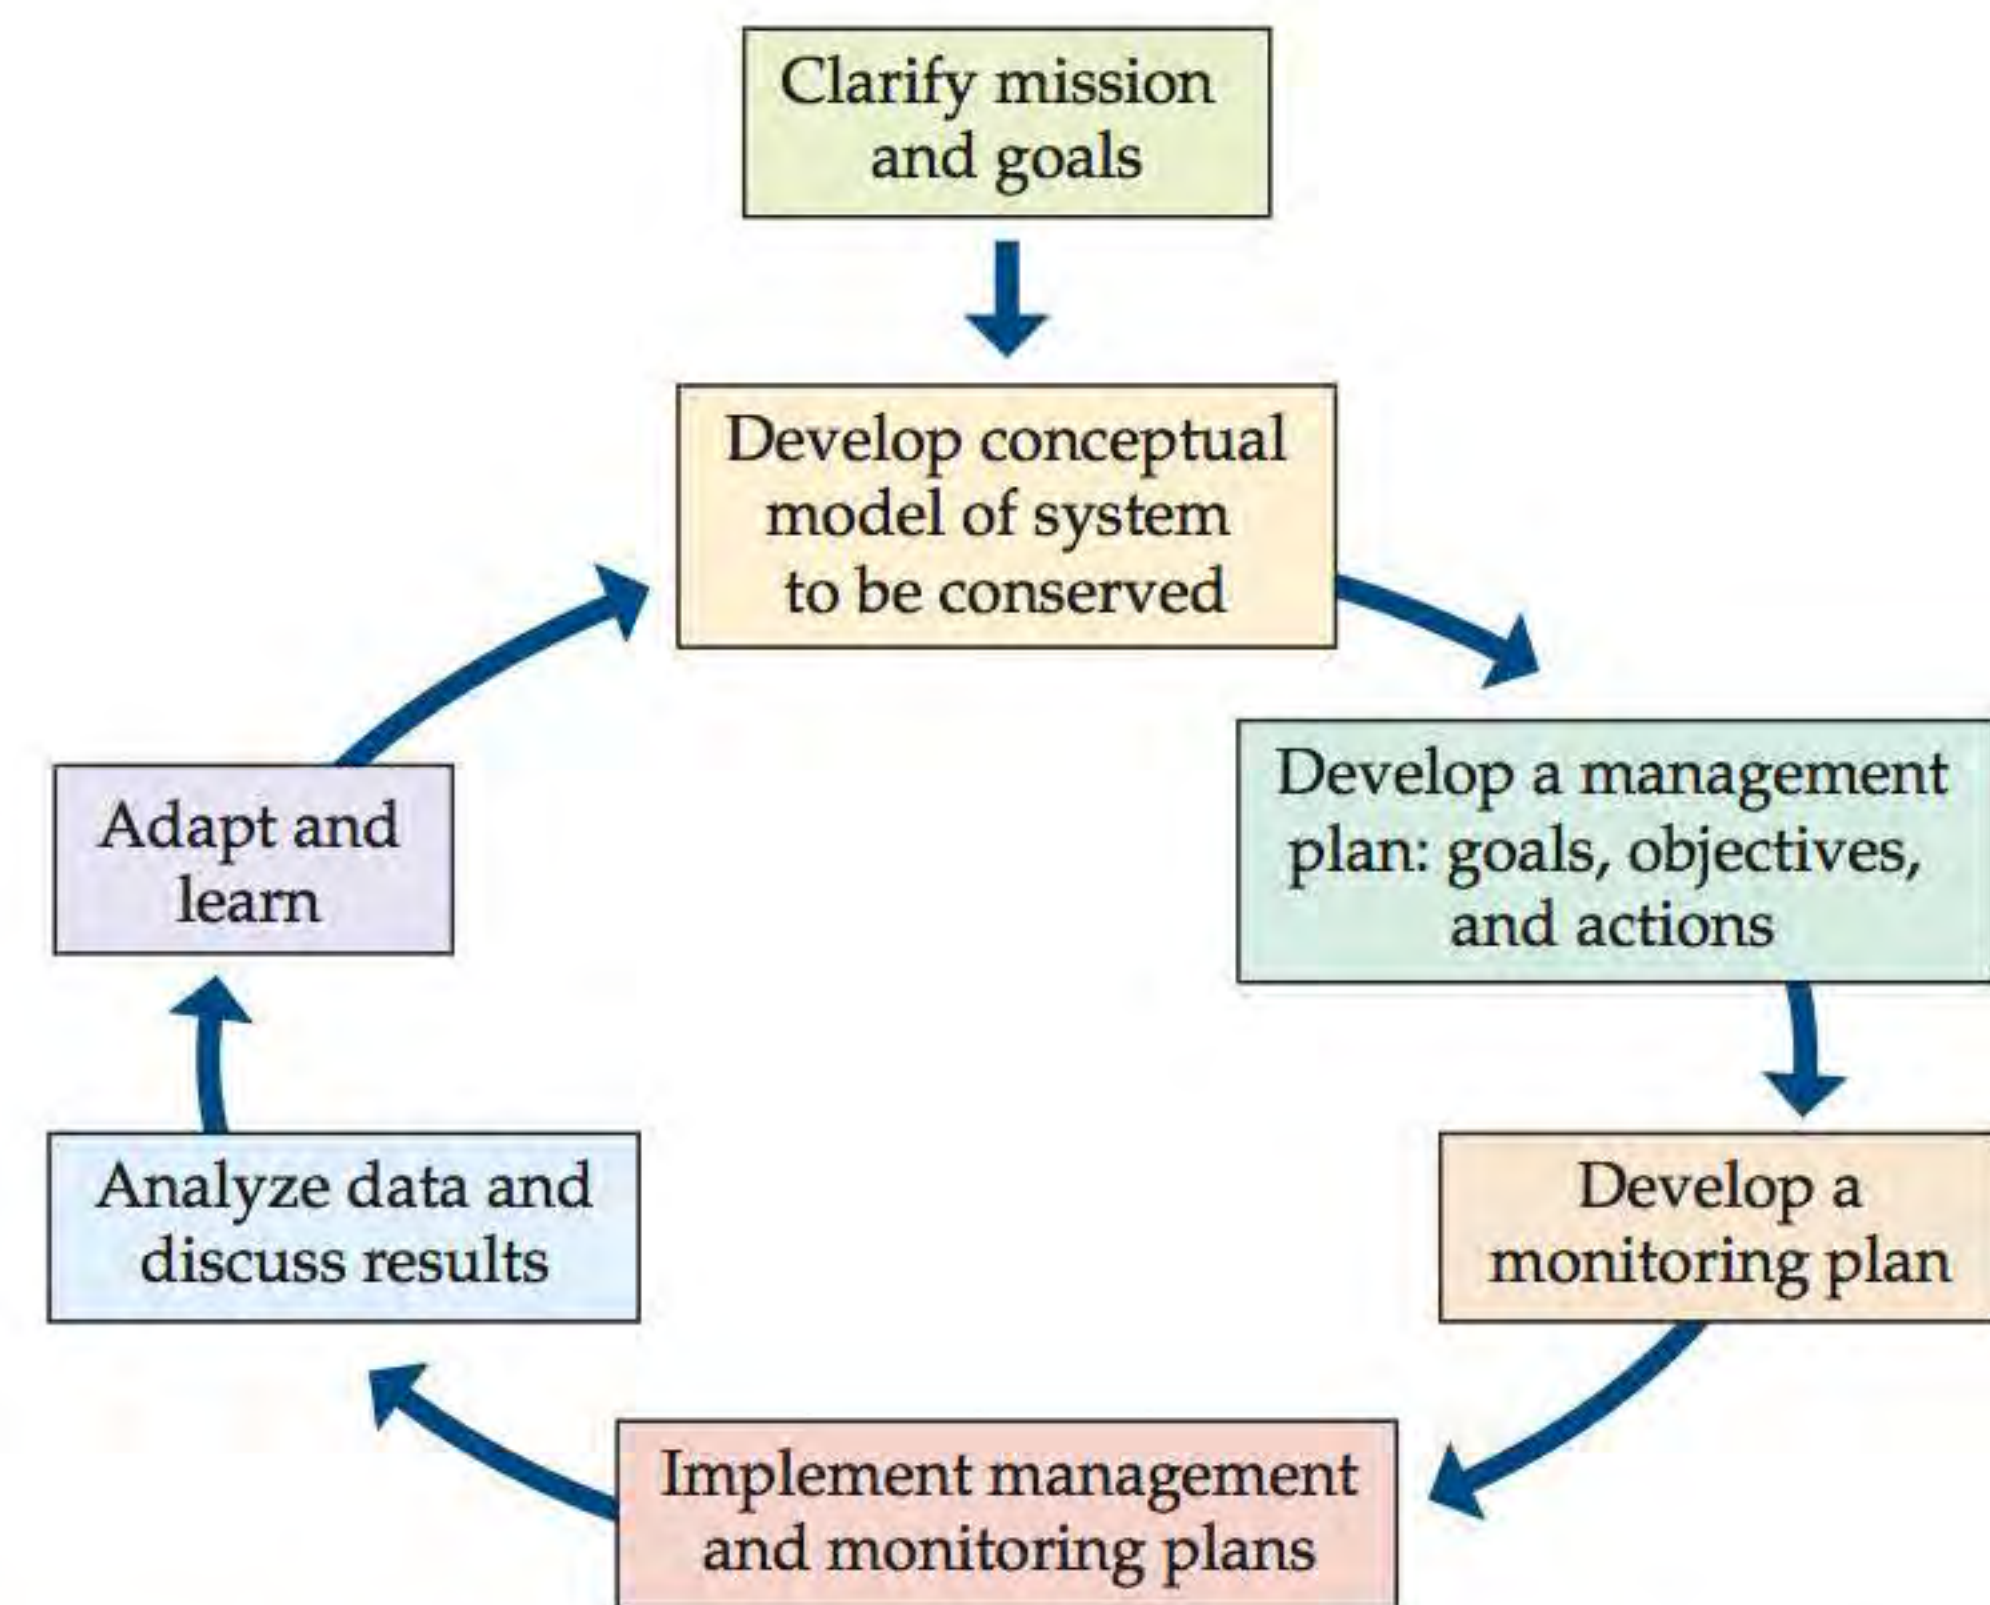 Clarify mission
and goals
Develop conceptual
model of system
to be conserved
Develop a management
plan: goals, objectives,
and actions
Develop a
monitoring plan
Implement management
and monitoring plans
Analyze data and
discuss results
Adapt and
learn